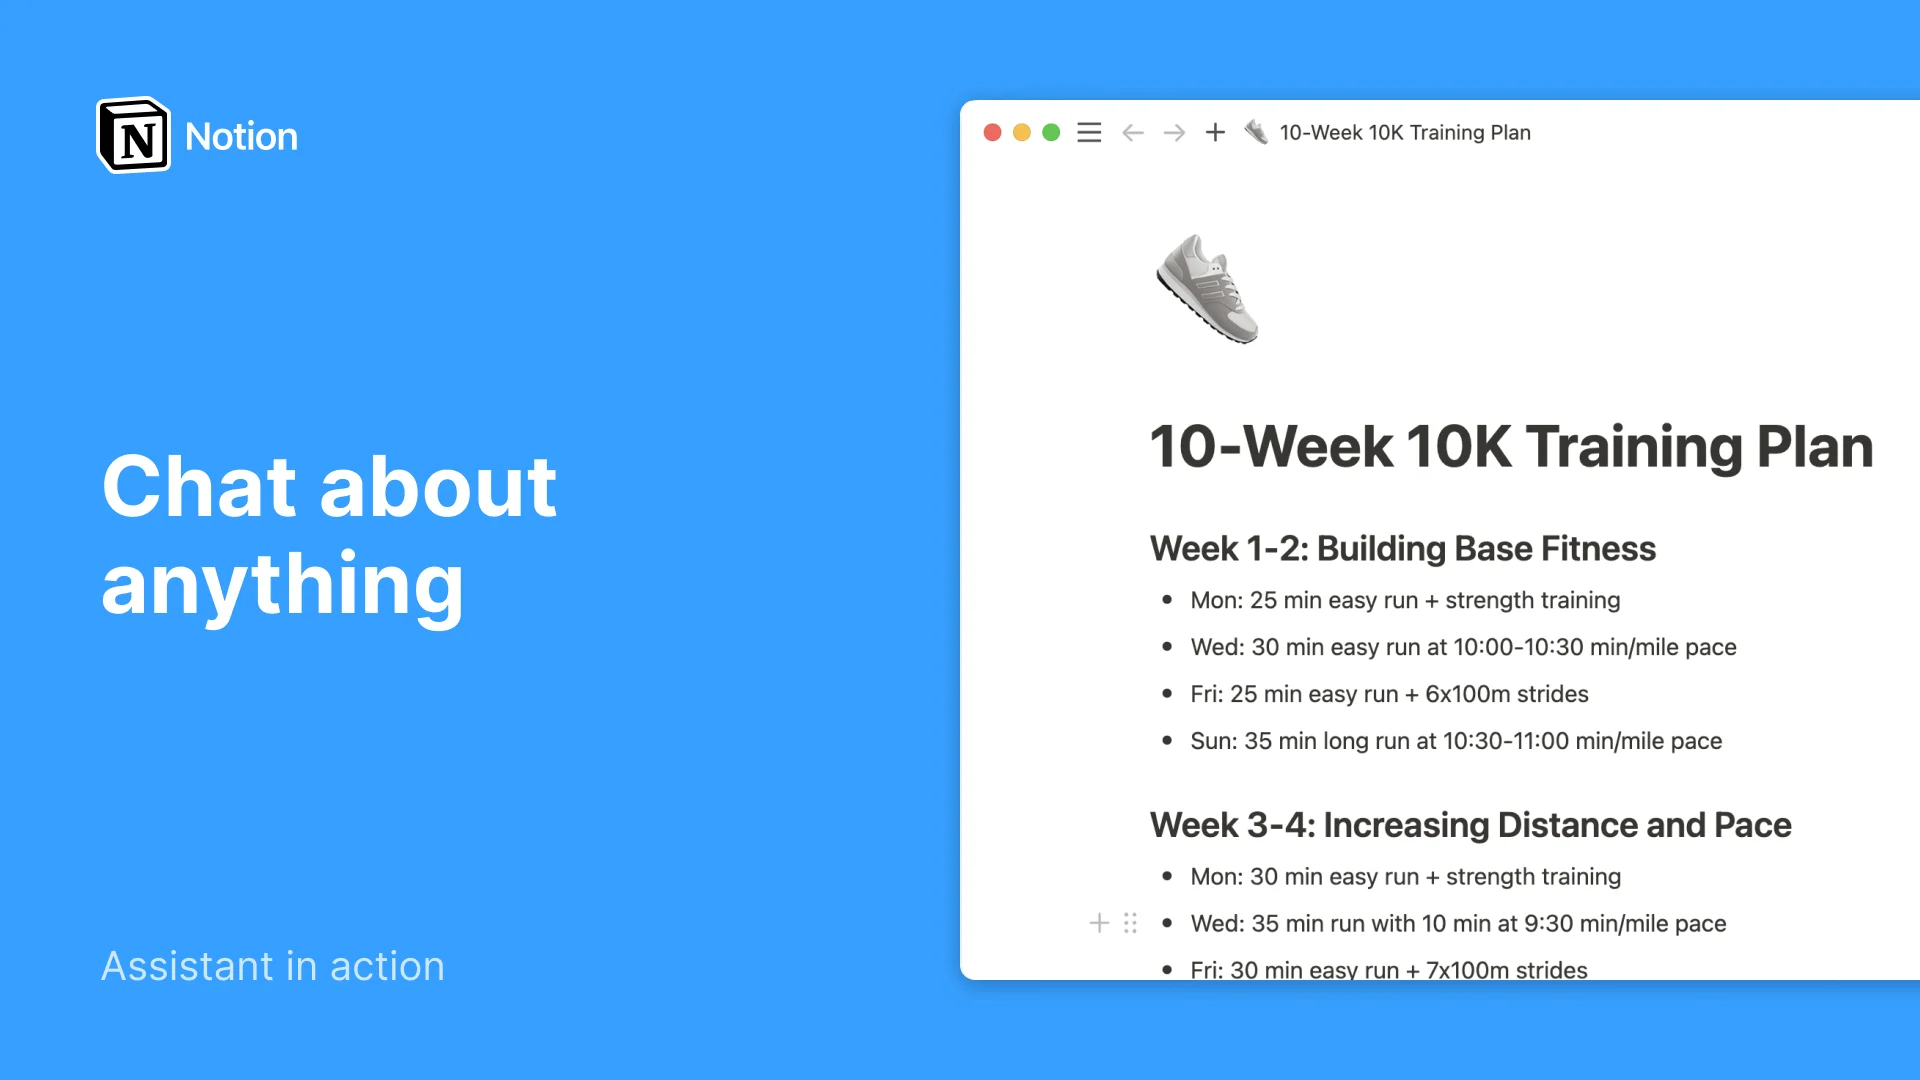 Notion
Chat about
anything
Assistant in action
10-Week 10K Training Plan
10-Week 10K Training Plan
Week 1-2: Building Base Fitness
• Mon: 25 min easy run + strength training
• Wed: 30 min easy run at 10:00-10:30 min/mile pace
• Fri: 25 min easy run + 6x100m strides
• Sun: 35 min long run at 10:30-11:00 min/mile pace
Week 3-4: Increasing Distance and Pace
• Mon: 30 min easy run + strength training
• Wed: 35 min run with 10 min at 9:30 min/mile pace
• Fri: 30 min easy run + 7x100m strides